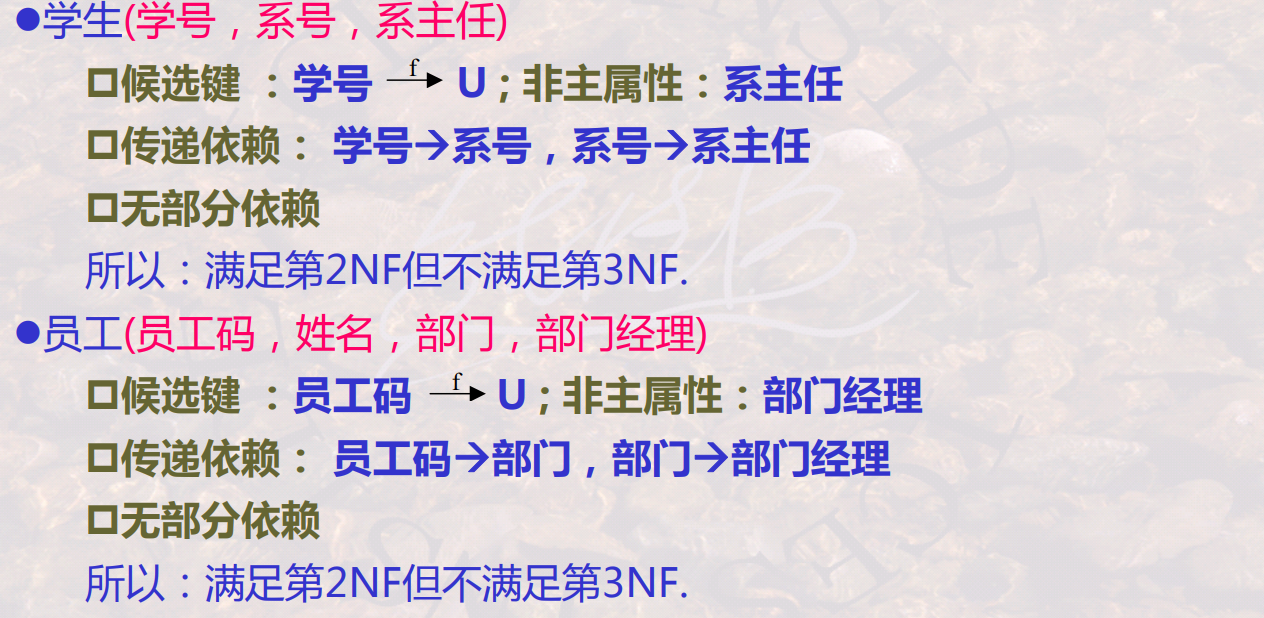 ●学生(学号，系号，系主任)
□候选键 ：学号 f→ U；非主属性：系主任
□传递依赖： 学号→系号，系号→系主任
□无部分依赖
所以：满足第2NF但不满足第3NF.
●员工(员工码，姓名，部门，部门经理)
□候选键 ：员工码 f→ U；非主属性：部门经理
□传递依赖： 员工码→部门，部门→部门经理
□无部分依赖
所以：满足第2NF但不满足第3NF.